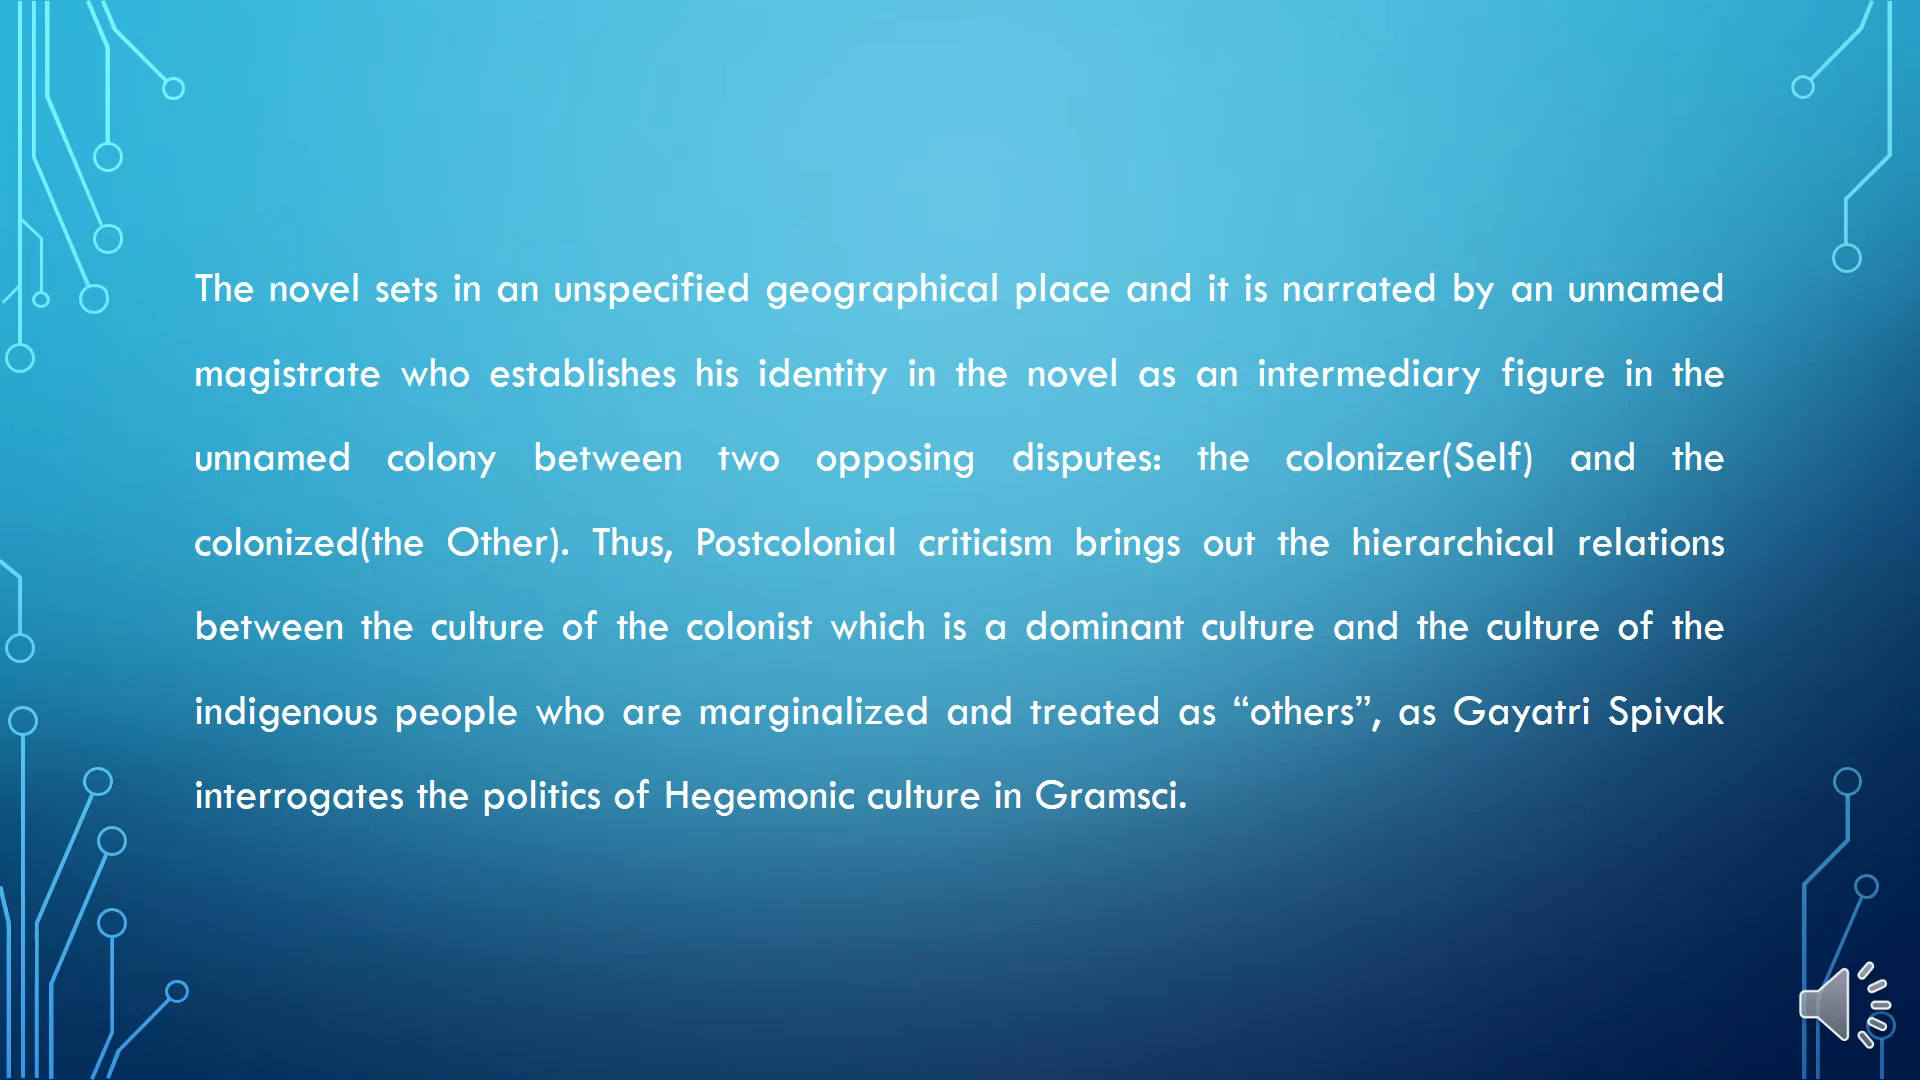 The novel sets in an unspecified geographical place and it is narrated by an unnamed
magistrate who establishes his identity in the novel as an intermediary figure in the
unnamed colony between two opposing disputes: the colonizer(Self) and the
colonized(the Other). Thus, Postcolonial criticism brings out the hierarchical relations
between the culture of the colonist which is a dominant culture and the culture of the
indigenous people who are marginalized and treated as “others”, as Gayatri Spivak
interrogates the politics of Hegemonic culture in Gramsci.